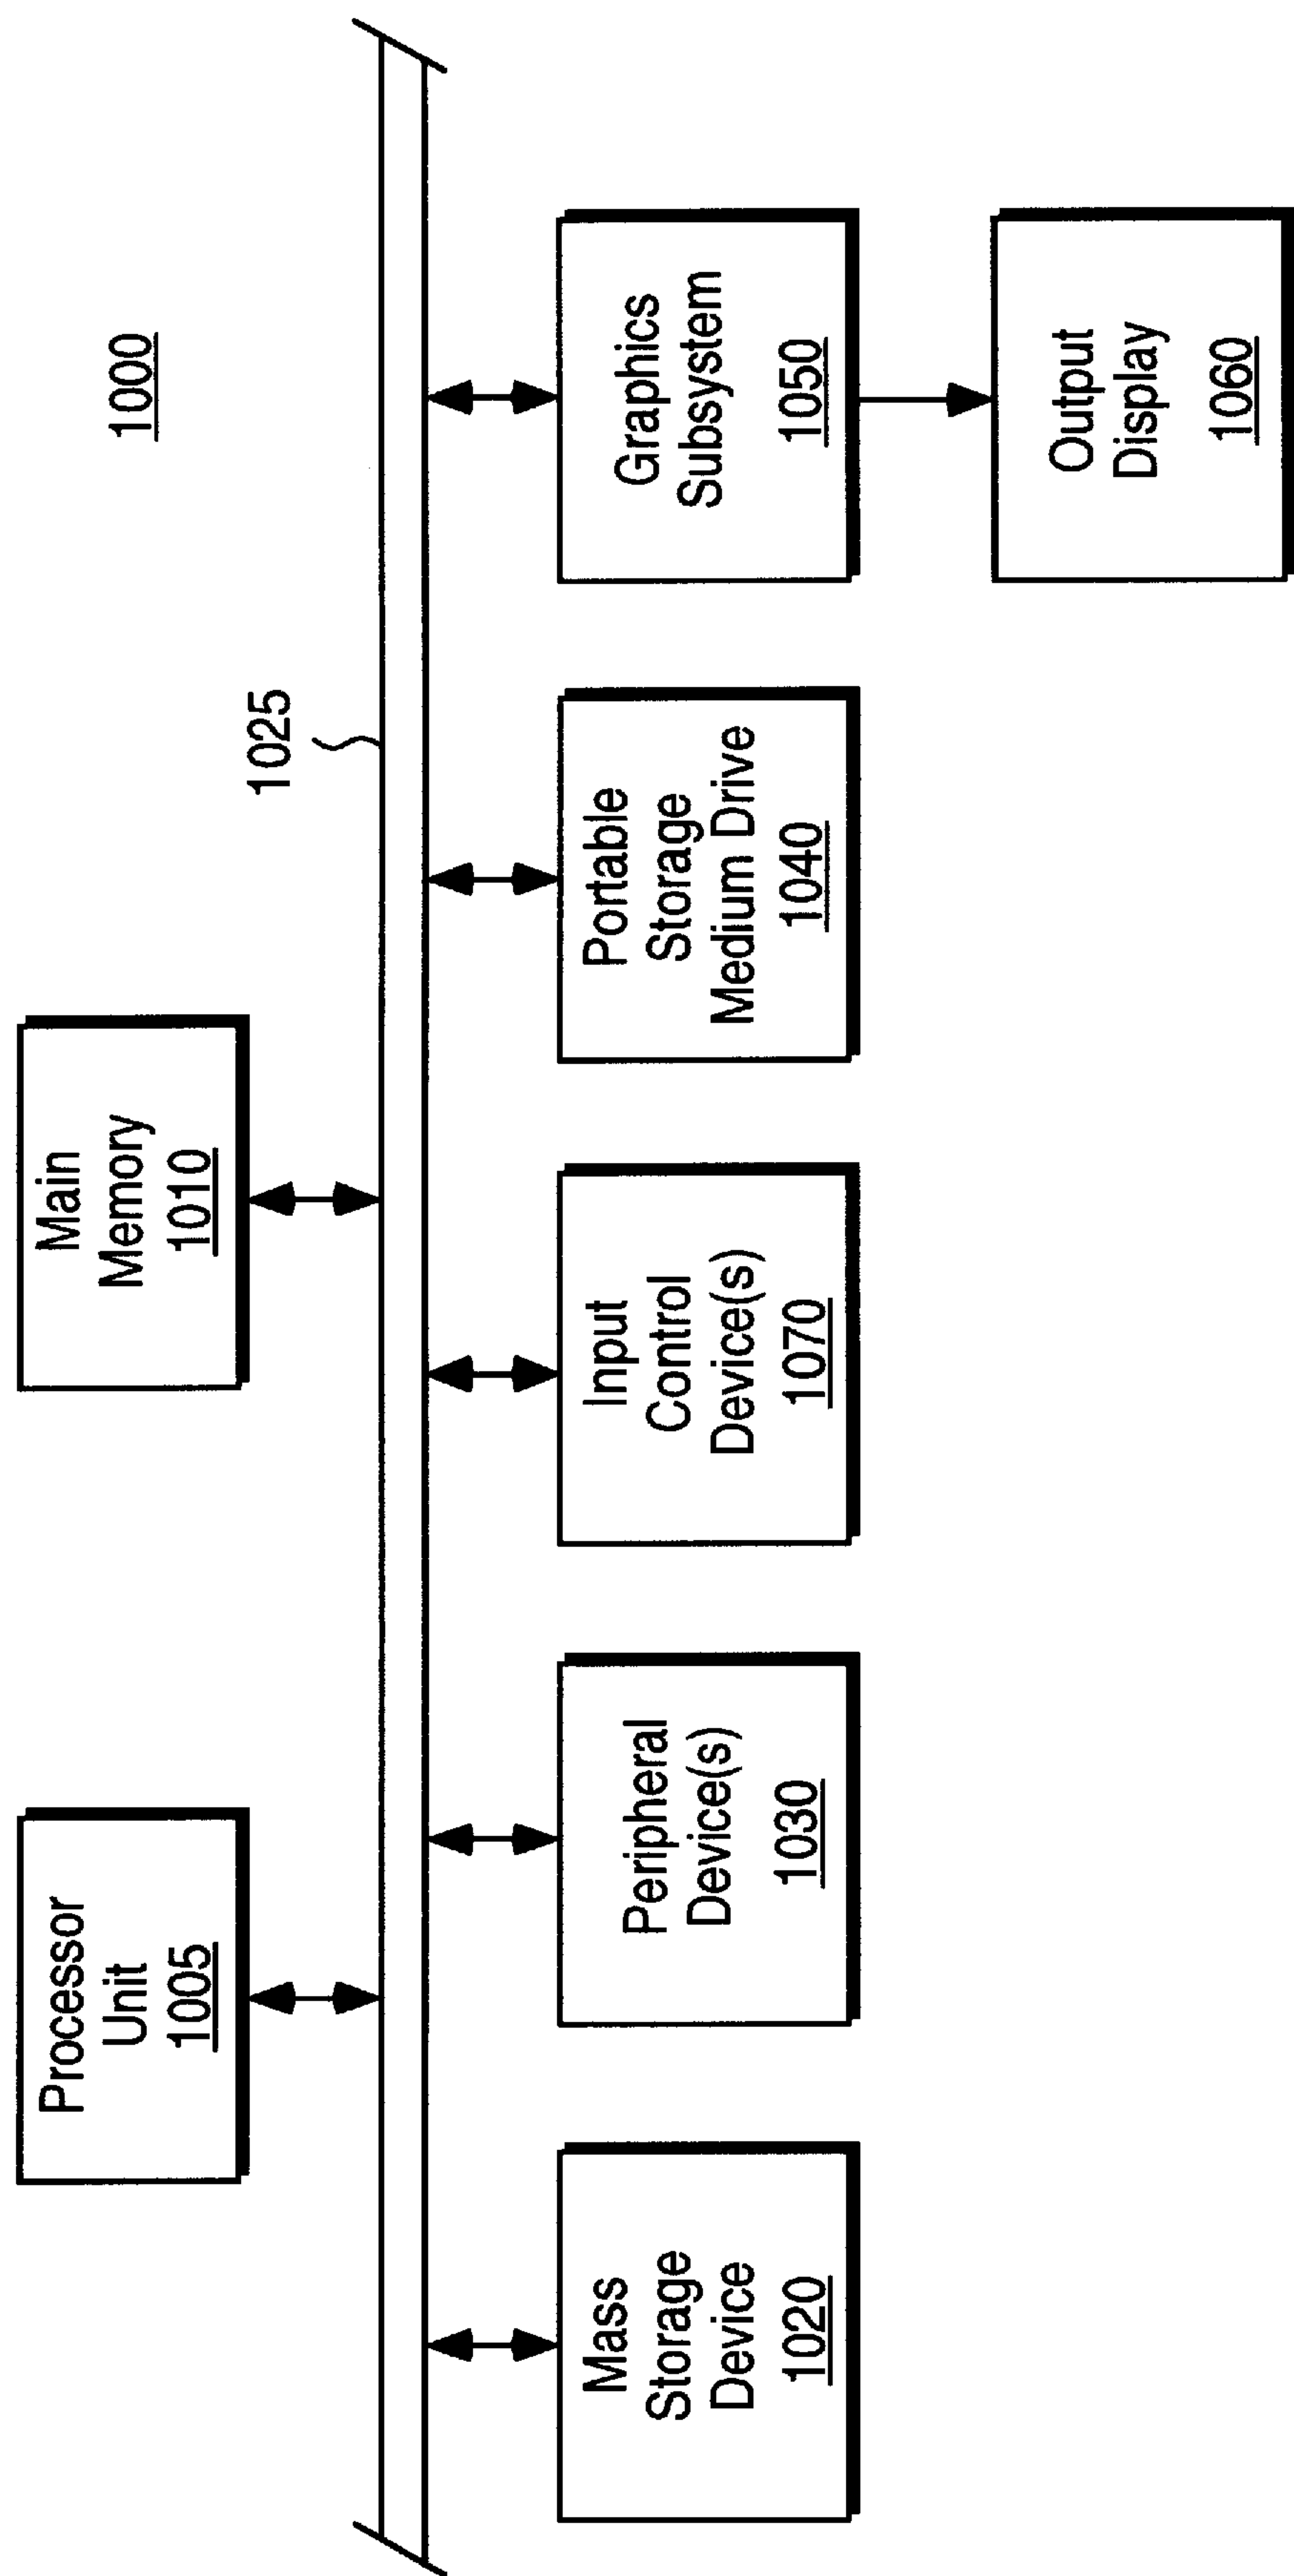 1000
Processor
Unit
1005
Main
Memory
1010
1025
Mass
Storage
Device
1020
Peripheral
Device(s)
1030
Input
Control
Device(s)
1070
Portable
Storage
Medium Drive
1040
Graphics
Subsystem
1050
Output
Display
1060